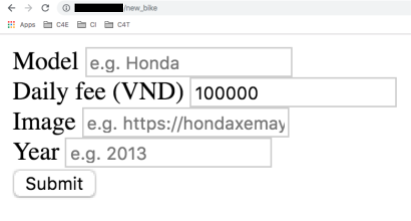 /new_bike
Apps C4E CI C4T
Model e.g. Honda
Daily fee (VND) 100000
Image e.g. https://hondaxemay
Year e.g. 2013
Submit